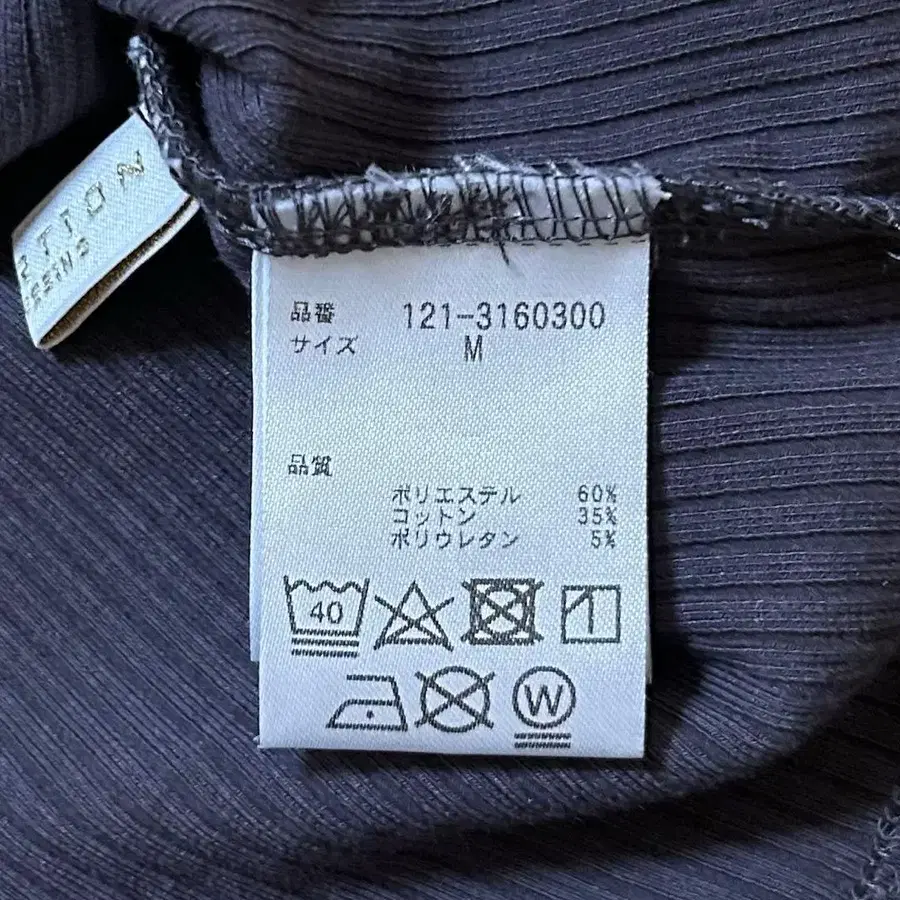 品番 121-3160300
サイズ M
品質
ポリエステル 60%
コットン 35%
ポリウレタン 5%
40
W